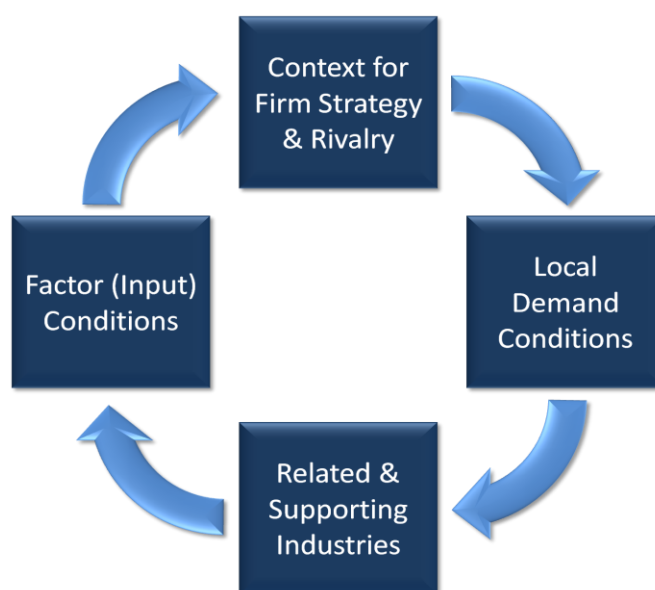 Context for
Firm Strategy
& Rivalry
Factor (Input)
Conditions
Local
Demand
Conditions
Related &
Supporting
Industries